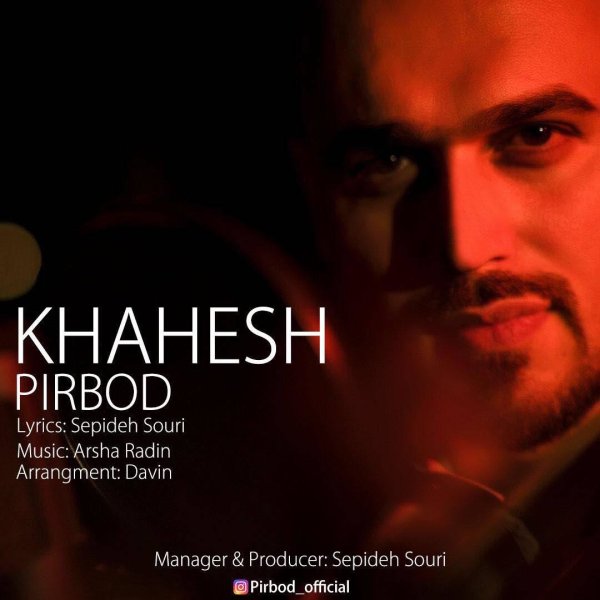 KHAHESH
PIRBOD
Lyrics: Sepideh Souri
Music: Arsha Radin
Arrangment: Davin
Manager & Producer: Sepideh Souri
Pirbod_official